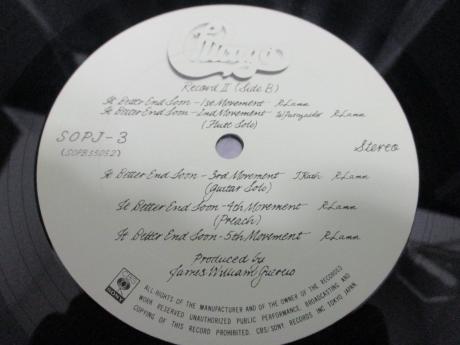 Chicago
Record II (Side B)
It Better End Soon - 1st Movement - R. Lamm
It Better End Soon - 2nd Movement - W. Parazaider R. Lamm
(Flute Solo)
SOPJ-3
(SOPB55052)
Stereo
It Better End Soon - 3rd Movement T. Kath R. Lamm
(Guitar Solo)
It Better End Soon - 4th Movement R. Lamm
(Preach)
It Better End Soon - 5th Movement R. Lamm
Produced by
James William Guercio
CBS
SONY
ALL-RIGHTS OF THE MANUFACTURER AND OF THE OWNER OF THE RECORDED
WORK RESERVED UNAUTHORIZED PUBLIC PERFORMANCE, BROADCASTING AND
COPYING OF THIS RECORD PROHIBITED. CBS/SONY RECORDS INC TOKYO JAPAN